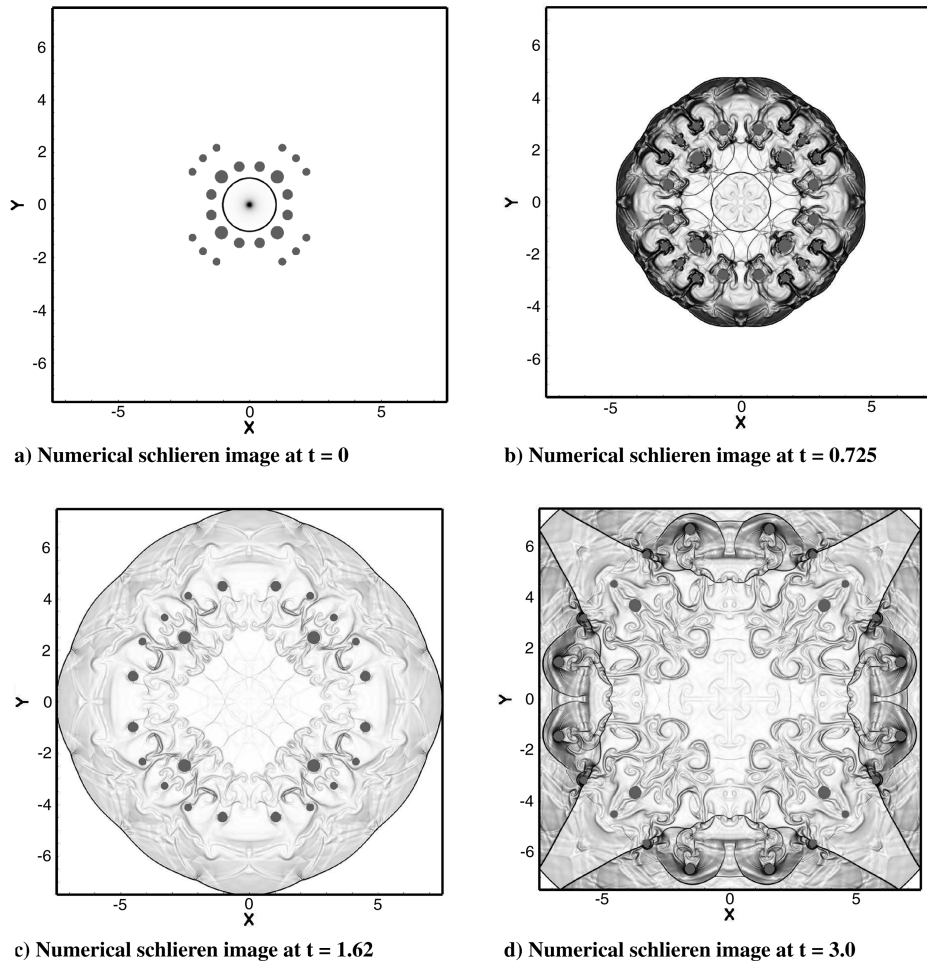 6
4
2
Y 0
-2
-4
-6
-5 0 5
X
a) Numerical schlieren image at t = 0
6
4
2
Y 0
-2
-4
-6
-5 0 5
X
b) Numerical schlieren image at t = 0.725
6
4
2
Y 0
-2
-4
-6
-5 0 5
X
c) Numerical schlieren image at t = 1.62
6
4
2
Y 0
-2
-4
-6
-5 0 5
X
d) Numerical schlieren image at t = 3.0